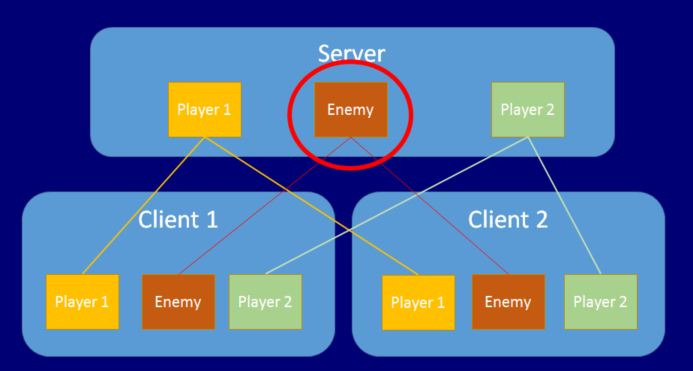 Server
Player 1
Enemy
Player 2
Client 1
Client 2
Player 1
Enemy
Player 2
Player 1
Enemy
Player 2